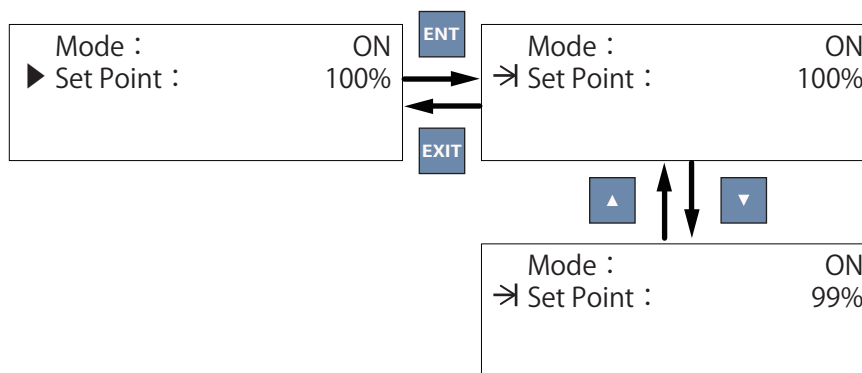 Mode： ON
▶ Set Point： 100%
ENT
EXIT
Mode： ON
Set Point： 100%
▲
▼
Mode： ON
Set Point： 99%